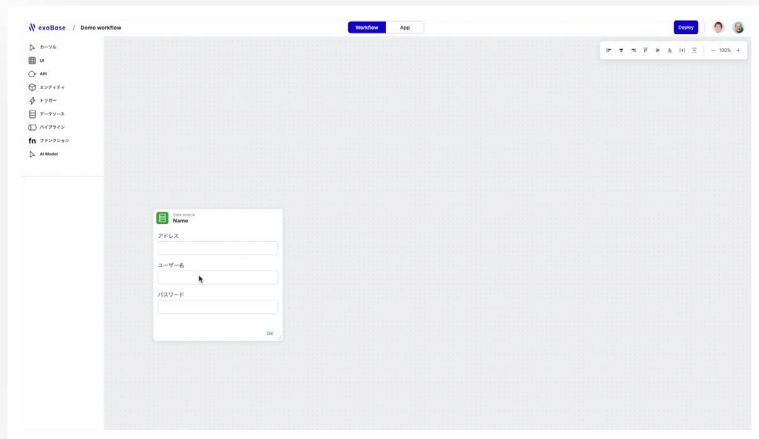 exaBase / Demo workflow
Workflow
App
Deploy
カーソル
UI
API
エンティティ
トリガー
データソース
パイプライン
fn ファンクション
AI Model
100%
Data source
Name
アドレス
ユーザー名
パスワード
OK